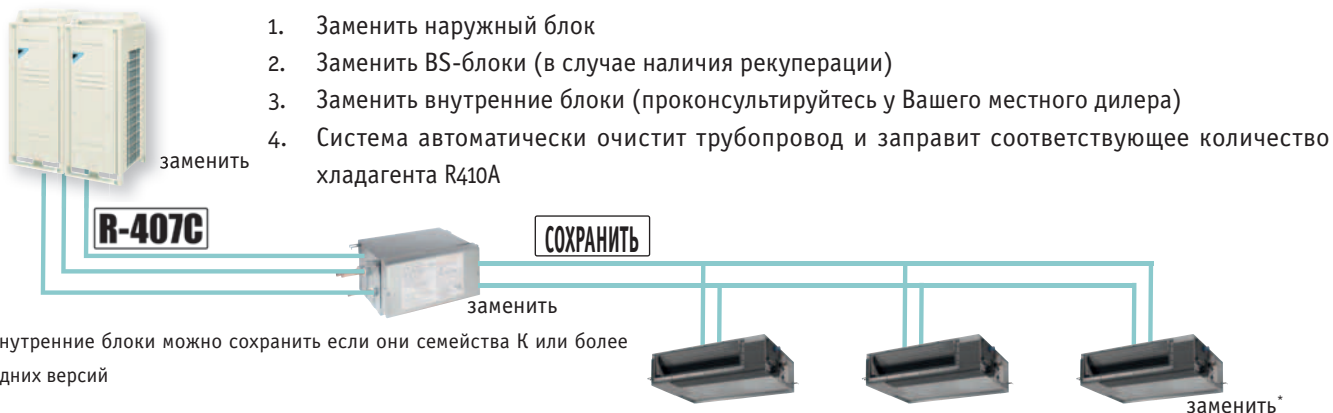 1. Заменить наружный блок
2. Заменить BS-блоки (в случае наличия рекуперации)
3. Заменить внутренние блоки (проконсультируйтесь у Вашего местного дилера)
4. Система автоматически очистит трубопровод и заправит соответствующее количество
хладагента R410A
заменить
R-407C
СОХРАНИТЬ
заменить
нутренние блоки можно сохранить если они семейства К или более
дних версий
заменить*